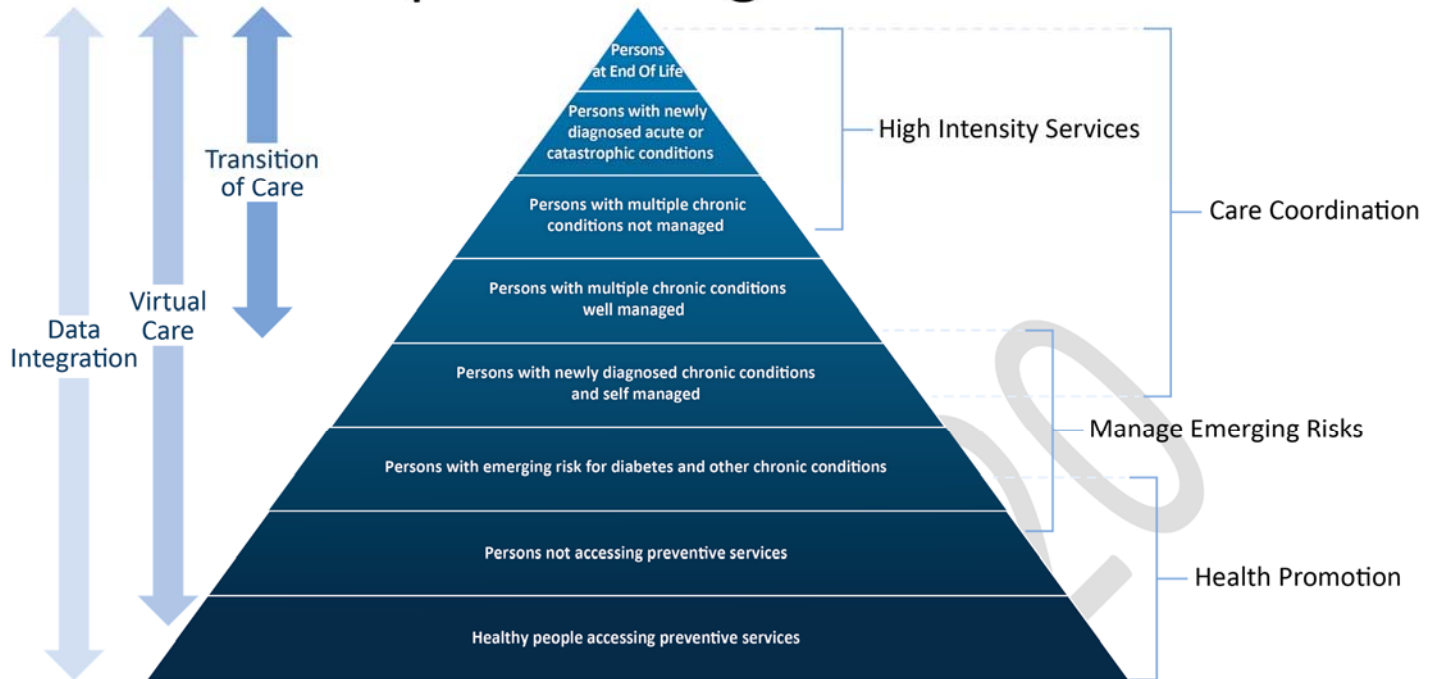 Persons
at End Of Life
Persons with newly
diagnosed acute or
catastrophic conditions
Persons with multiple chronic
conditions not managed
Persons with multiple chronic conditions
well managed
Persons with newly diagnosed chronic conditions
and self managed
Persons with emerging risk for diabetes and other chronic conditions
Persons not accessing preventive services
Healthy people accessing preventive services
Transition
of Care
Virtual
Care
Data
Integration
High Intensity Services
Care Coordination
Manage Emerging Risks
Health Promotion
20